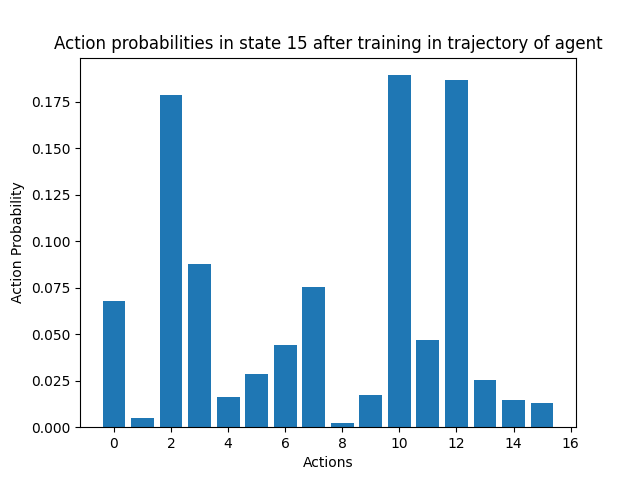 Action probabilities in state 15 after training in trajectory of agent
0.175
0.150
0.125
0.100
0.075
0.050
0.025
0.000
Action Probability
0 2 4 6 8 10 12 14 16
Actions